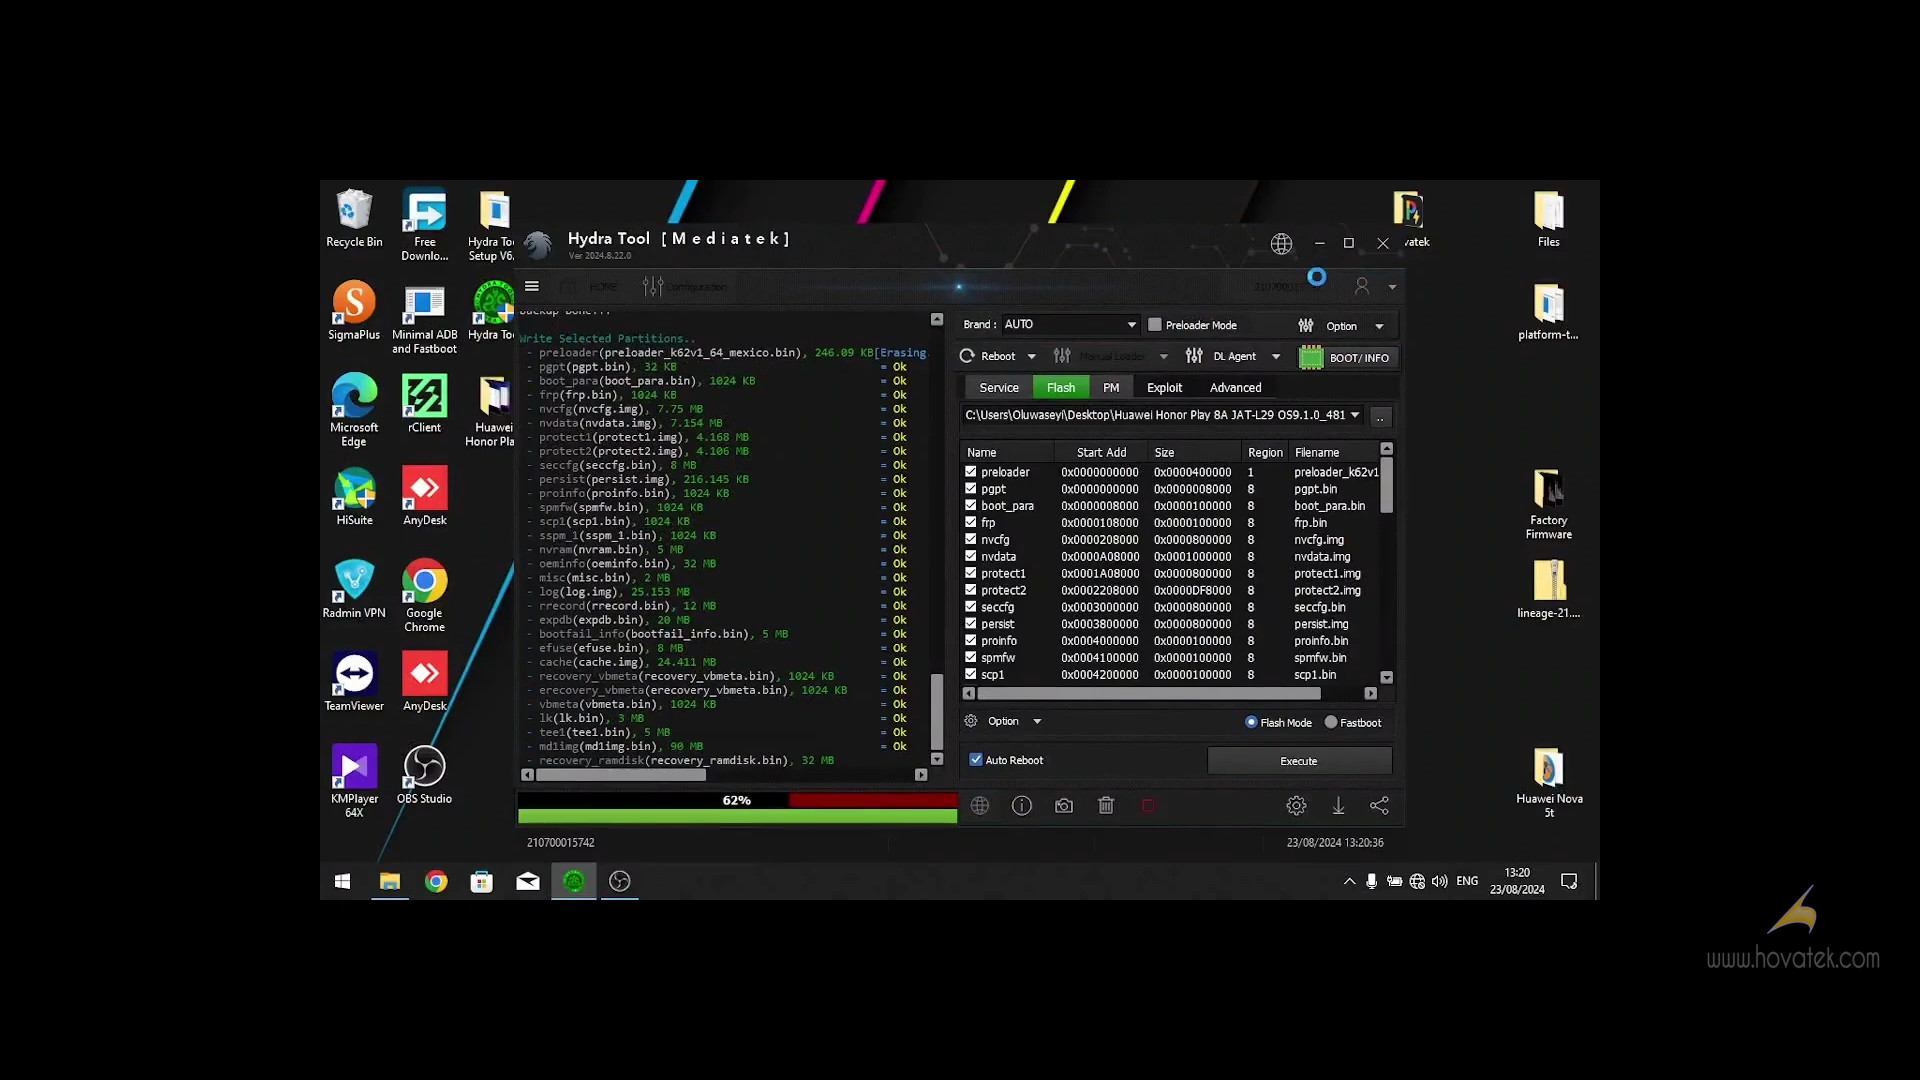 Recycle Bin
Free
Downlo...
Hydra To
Setup V6.
SigmaPlus
Minimal ADB
and Fastboot
Hydra To
Microsoft
Edge
rClient
Huawei
Honor Pla
HiSuite
AnyDesk
Radmin VPN
Google
Chrome
TeamViewer
AnyDesk
KMPlayer
64X
OBS Studio
vatek
Files
platform-t...
Factory
Firmware
lineage-21....
Huawei Nova
5t
Hydra Tool [ M e d i a t e k ]
Ver 2024.8.22.0
HOME
Configuration
Backup Done...
Write Selected Partitions..
- preloader(preloader_k62v1_64_mexico.bin), 246.09 KB[Erasing.
- pgpt(pgpt.bin), 32 KB = Ok
- boot_para(boot_para.bin), 1024 KB = Ok
- frp(frp.bin), 1024 KB = Ok
- nvcfg(nvcfg.img), 7.75 MB = Ok
- nvdata(nvdata.img), 7.154 MB = Ok
- protect1(protect1.img), 4.168 MB = Ok
- protect2(protect2.img), 4.106 MB = Ok
- seccfg(seccfg.bin), 8 MB = Ok
- persist(persist.img), 216.145 KB = Ok
- proinfo(proinfo.bin), 1024 KB = Ok
- spmfw(spmfw.bin), 1024 KB = Ok
- scp1(scp1.bin), 1024 KB = Ok
- sspm_1(sspm_1.bin), 1024 KB = Ok
- nvram(nvram.bin), 5 MB = Ok
- oeminfo(oeminfo.bin), 32 MB = Ok
- misc(misc.bin), 2 MB = Ok
- log(log.img), 25.153 MB = Ok
- rrecord(rrecord.bin), 12 MB = Ok
- expdb(expdb.bin), 20 MB = Ok
- bootfail_info(bootfail_info.bin), 5 MB = Ok
- efuse(efuse.bin), 8 MB = Ok
- cache(cache.img), 24.411 MB = Ok
- recovery_vbmeta(recovery_vbmeta.bin), 1024 KB = Ok
- erecovery_vbmeta(erecovery_vbmeta.bin), 1024 KB = Ok
- vbmeta(vbmeta.bin), 1024 KB = Ok
- lk(lk.bin), 3 MB = Ok
- tee1(tee1.bin), 5 MB = Ok
- md1img(md1img.bin), 90 MB = Ok
- recovery_ramdisk(recovery_ramdisk.bin), 32 MB
62%
210700015742
Brand : AUTO Preloader Mode Option
Reboot Manual Loader DL Agent BOOT/ INFO
Service Flash PM Exploit Advanced
C:\Users\Oluwaseyi\Desktop\Huawei Honor Play 8A JAT-L29 OS9.1.0_481 ..
Name Start Add Size Region Filename
preloader 0x0000000000 0x0000400000 1 preloader_k62v1
pgpt 0x0000000000 0x0000008000 8 pgpt.bin
boot_para 0x0000008000 0x0000100000 8 boot_para.bin
frp 0x0000108000 0x0000100000 8 frp.bin
nvcfg 0x0000208000 0x0000800000 8 nvcfg.img
nvdata 0x0000A08000 0x0001000000 8 nvdata.img
protect1 0x0001A08000 0x0000800000 8 protect1.img
protect2 0x0002208000 0x0000DF8000 8 protect2.img
seccfg 0x0003000000 0x0000800000 8 seccfg.bin
persist 0x0003800000 0x0000800000 8 persist.img
proinfo 0x0004000000 0x0000100000 8 proinfo.bin
spmfw 0x0004100000 0x0000100000 8 spmfw.bin
scp1 0x0004200000 0x0000100000 8 scp1.bin
Option Flash Mode Fastboot
Auto Reboot Execute
23/08/2024 13:20:36
ENG
13:20
23/08/2024
www.hovatek.com